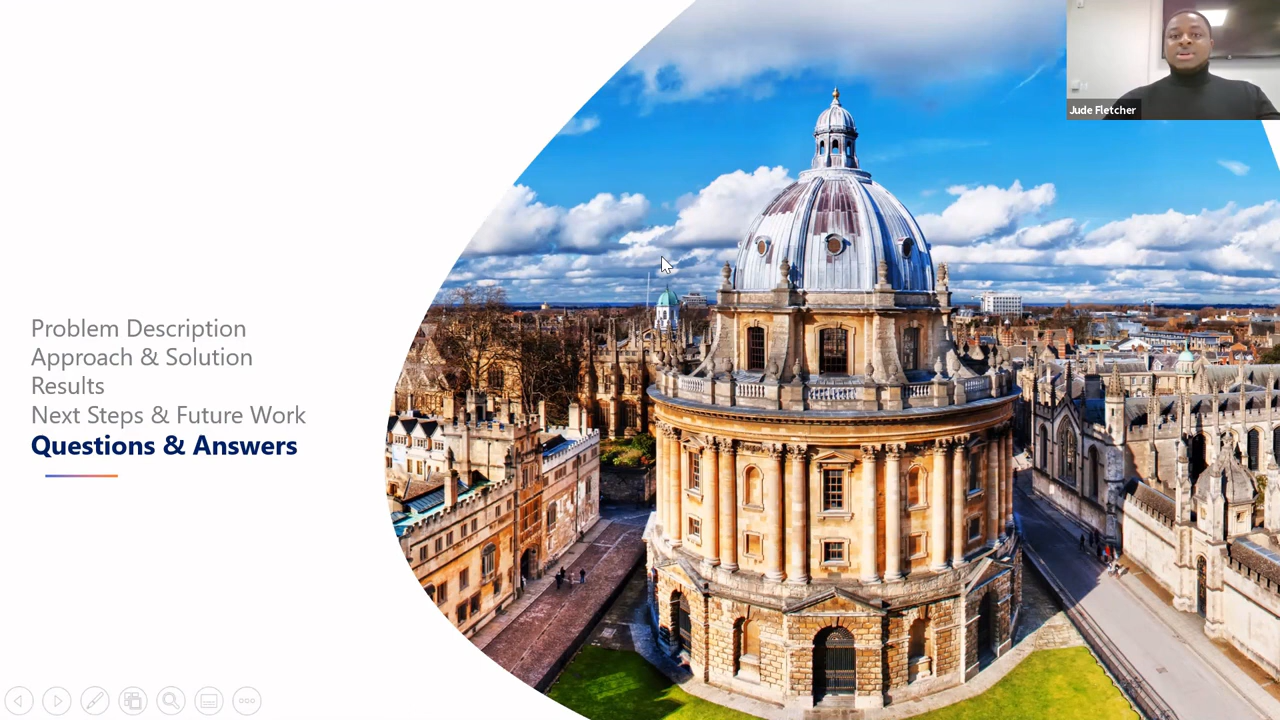 Jude Fletcher
Problem Description
Approach & Solution
Results
Next Steps & Future Work
Questions & Answers